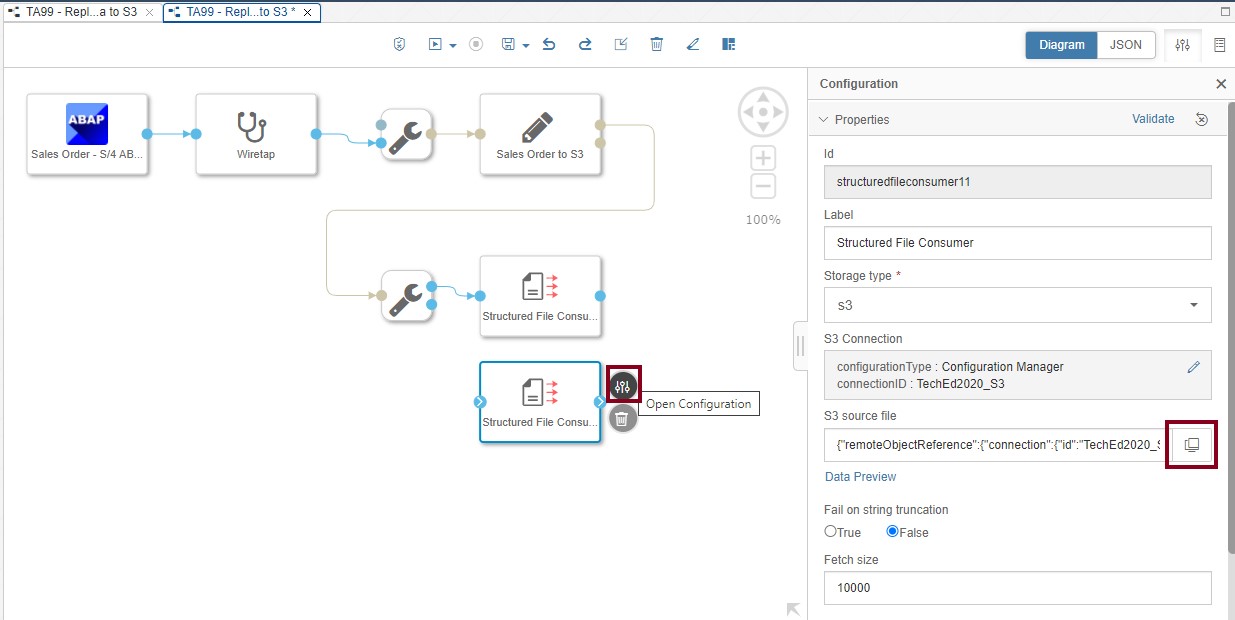 TA99 - Repl...a to S3
TA99 - Repl...to S3 *
Diagram
JSON
ABAP
Sales Order - S/4 AB...
Wiretap
Sales Order to S3
100%
Structured File Consu...
Structured File Consu...
Open Configuration
Configuration
Properties
Validate
Id
structuredfileconsumer11
Label
Structured File Consumer
Storage type *
s3
S3 Connection
configurationType : Configuration Manager
connectionID : TechEd2020_S3
S3 source file
{"remoteObjectReference":{"connection":{"id":"TechEd2020_S
Data Preview
Fail on string truncation
True
False
Fetch size
10000